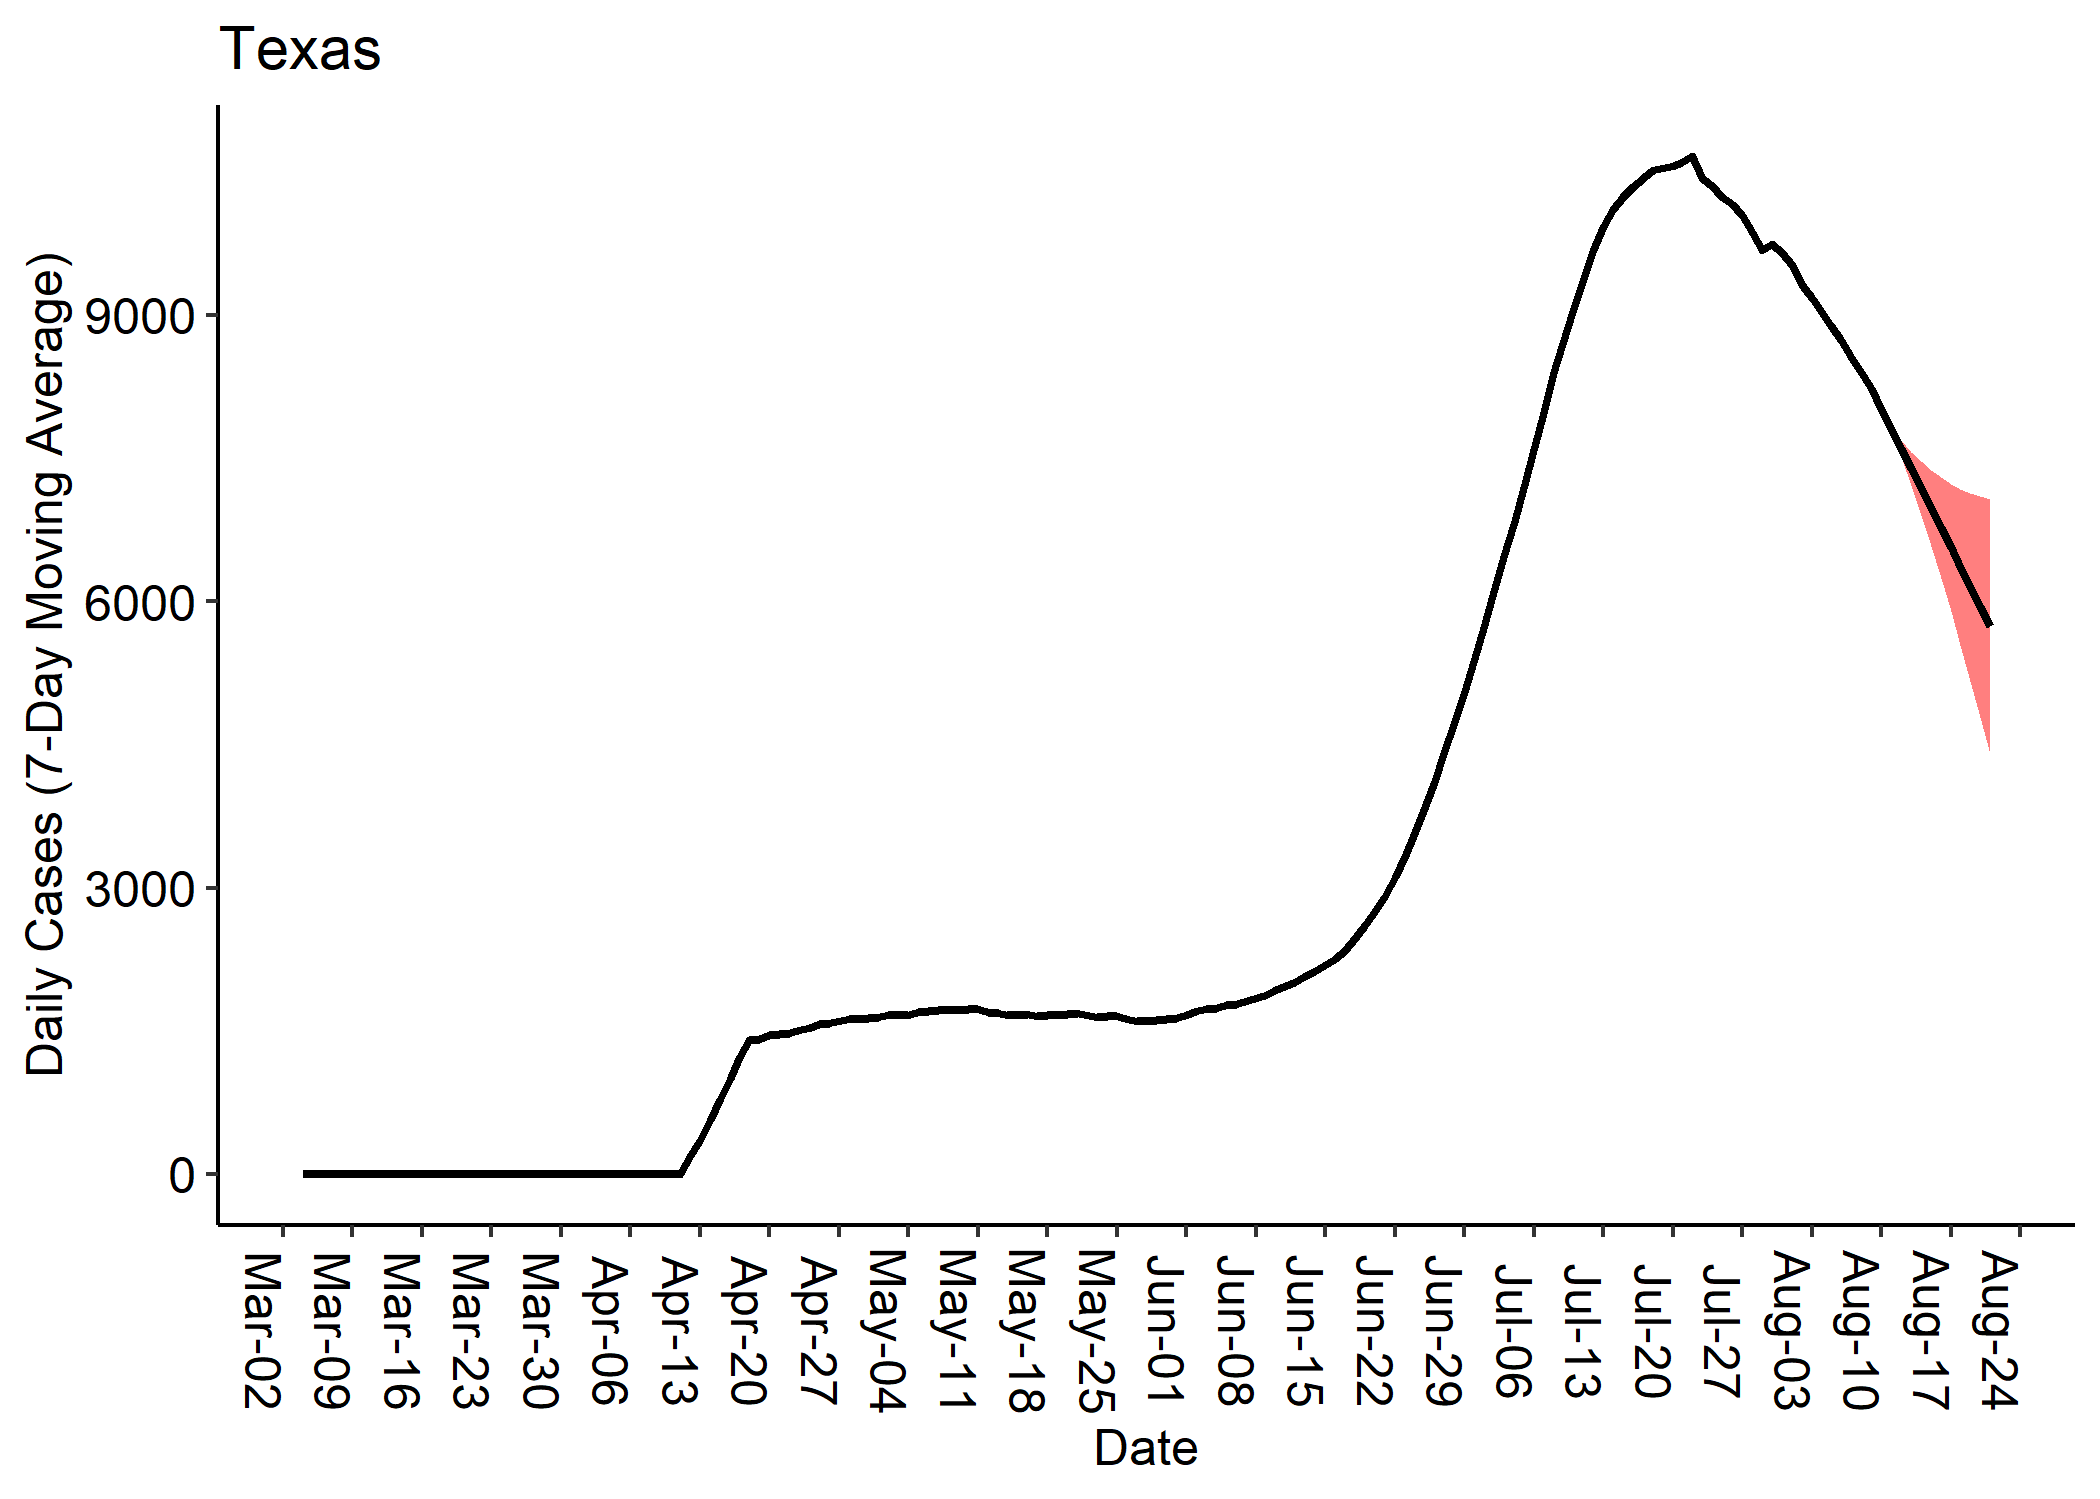 Texas
Daily Cases (7-Day Moving Average)
9000
6000
3000
0
Mar-02
Mar-09
Mar-16
Mar-23
Mar-30
Apr-06
Apr-13
Apr-20
Apr-27
May-04
May-11
May-18
May-25
Jun-01
Jun-08
Jun-15
Jun-22
Jun-29
Jul-06
Jul-13
Jul-20
Jul-27
Aug-03
Aug-10
Aug-17
Aug-24
Date